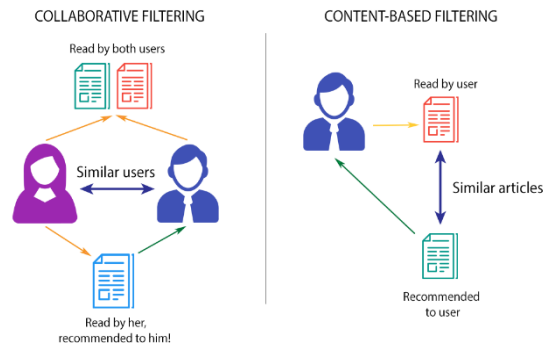 COLLABORATIVE FILTERING
Read by both users
Similar users
Read by her,
recommended to him!
CONTENT-BASED FILTERING
Read by user
Similar articles
Recommended
to user